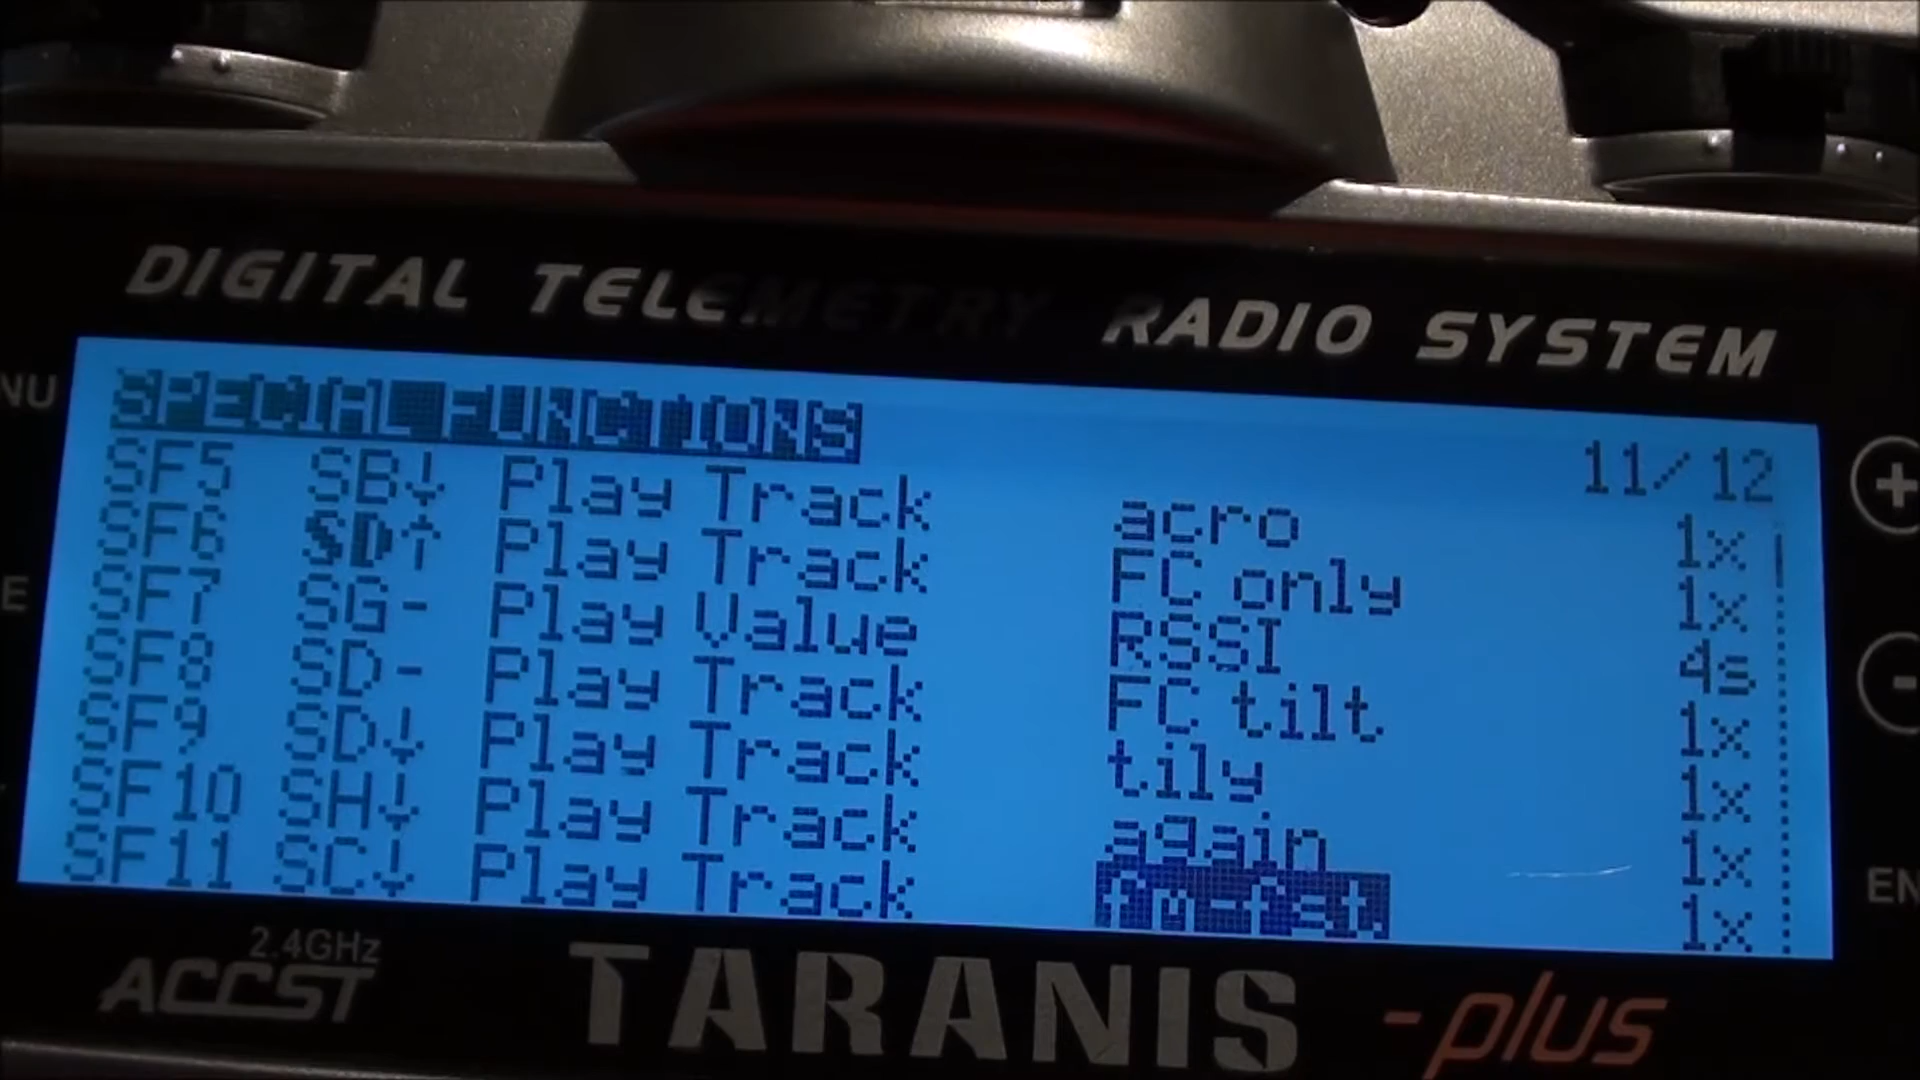 DIGITAL TELEMETRY RADIO SYSTEM
NU
SPECIAL FUNCTIONS 11/12
SF5 SB↓ Play Track acro 1x
SF6 SD↑ Play Track FC only 1x
SF7 SG- Play Value RSSI 4s
SF8 SD- Play Track FC tilt 1x
SF9 SD↓ Play Track tily 1x
SF10 SH↓ Play Track again 1x
SF11 SC↓ Play Track 1x
+
E
-
EN
2.4GHz
ACCST
TARANIS -plus